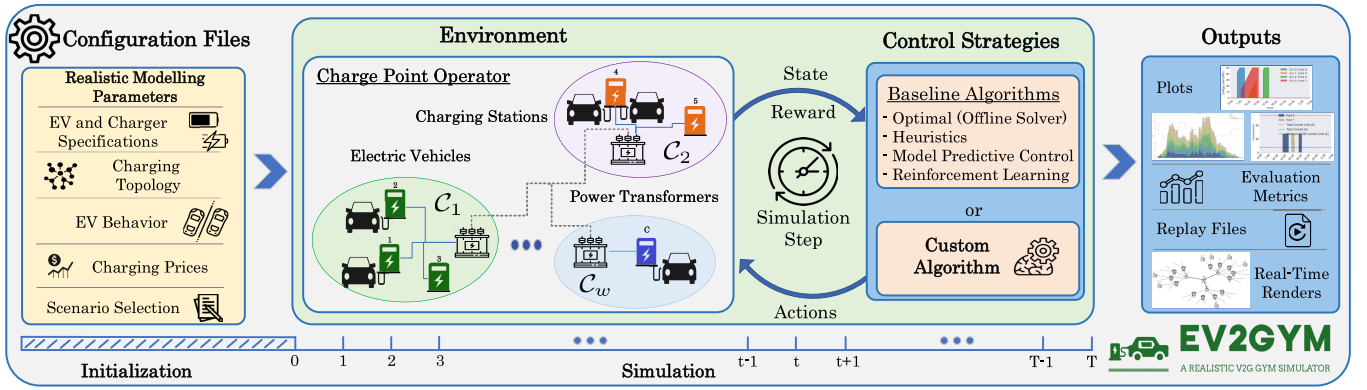 Configuration Files
Realistic Modelling
Parameters
EV and Charger
Specifications
Charging
Topology
EV Behavior
$
Charging Prices
Scenario Selection
Environment
Charge Point Operator
Charging Stations
4
5
C2
Electric Vehicles
2
C1
1
3
Power Transformers
C
Cw
State
Reward
Simulation
Step
Actions
Control Strategies
Baseline Algorithms
- Optimal (Offline Solver)
- Heuristics
- Model Predictive Control
- Reinforcement Learning
or
Custom
Algorithm
Outputs
Plots
Evaluation
Metrics
Replay Files
Real-Time
Renders
0 1 2 3 t-1 t t+1 T-1 T
Initialization
Simulation
EV2GYM
A REALISTIC V2G GYM SIMULATOR